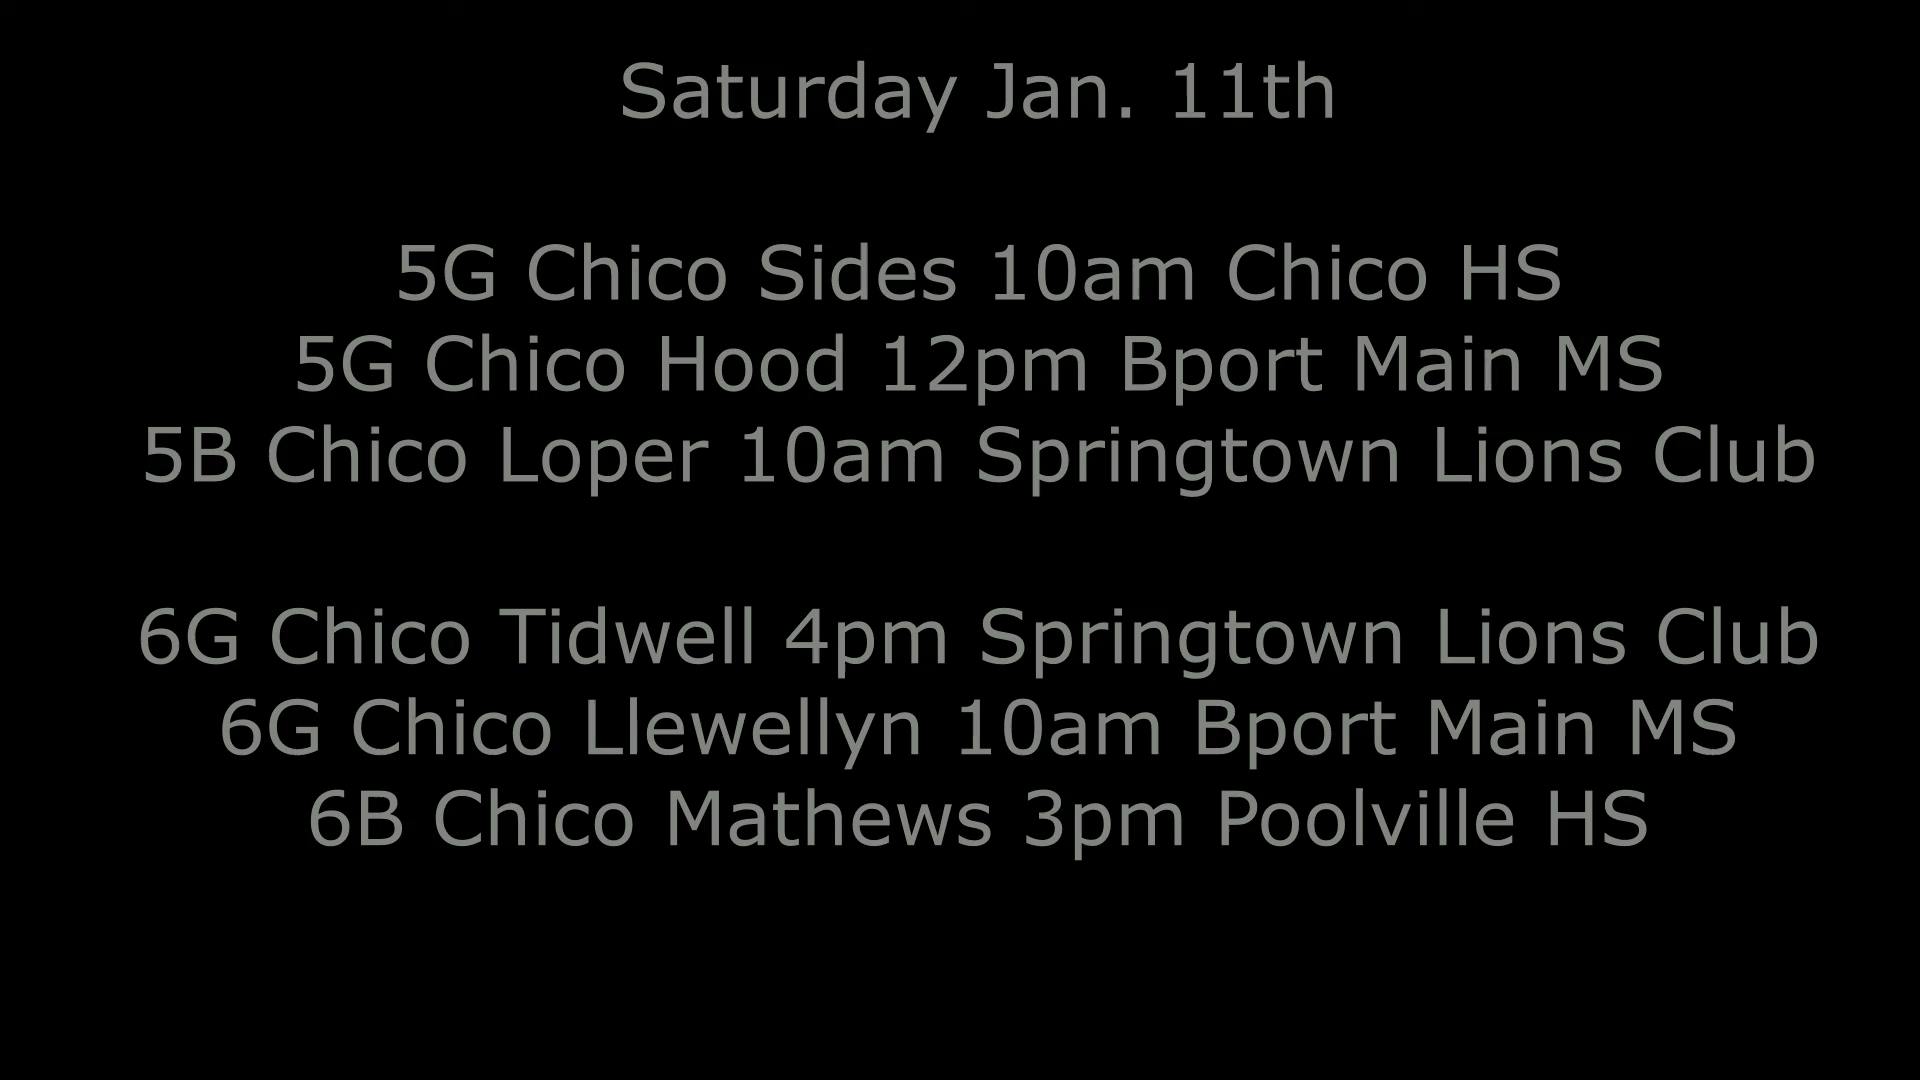 Saturday Jan. 11th
5G Chico Sides 10am Chico HS
5G Chico Hood 12pm Bport Main MS
5B Chico Loper 10am Springtown Lions Club
6G Chico Tidwell 4pm Springtown Lions Club
6G Chico Llewellyn 10am Bport Main MS
6B Chico Mathews 3pm Poolville HS